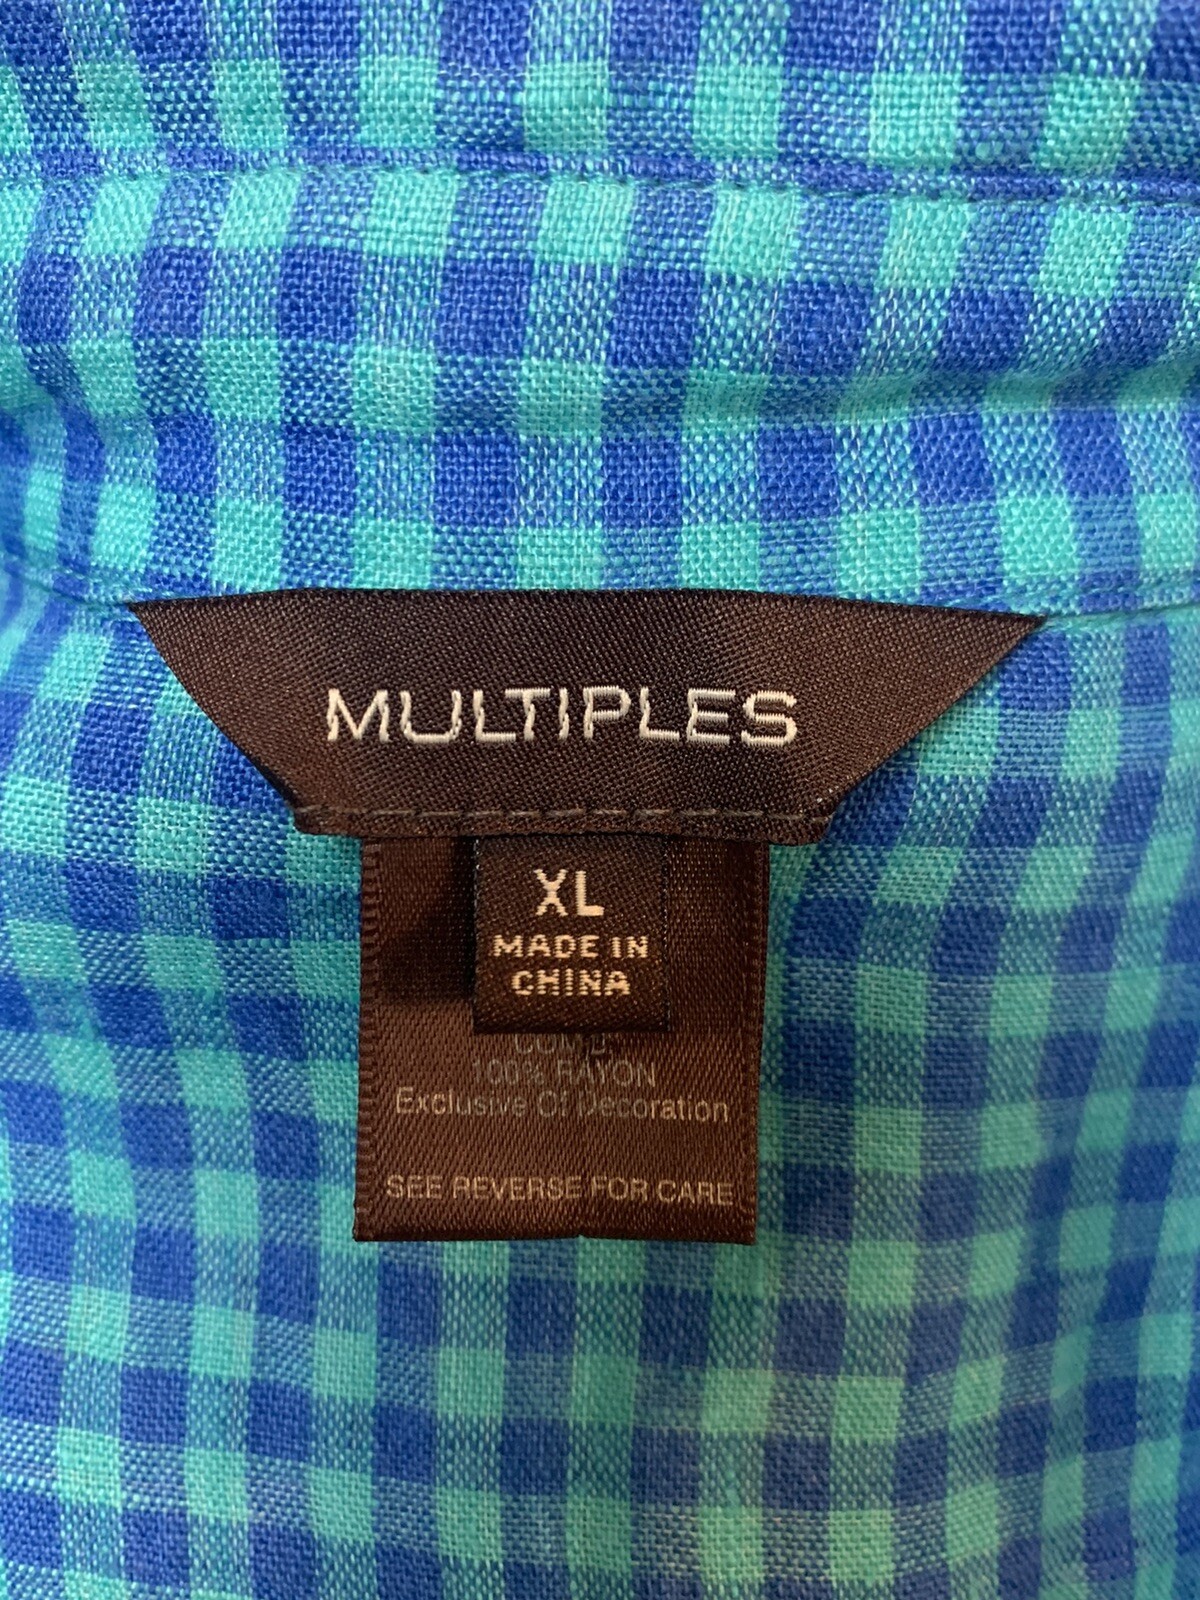 MULTIPLES
XL
MADE IN
CHINA
100% RAYON
Exclusive Of Decoration
SEE REVERSE FOR CARE